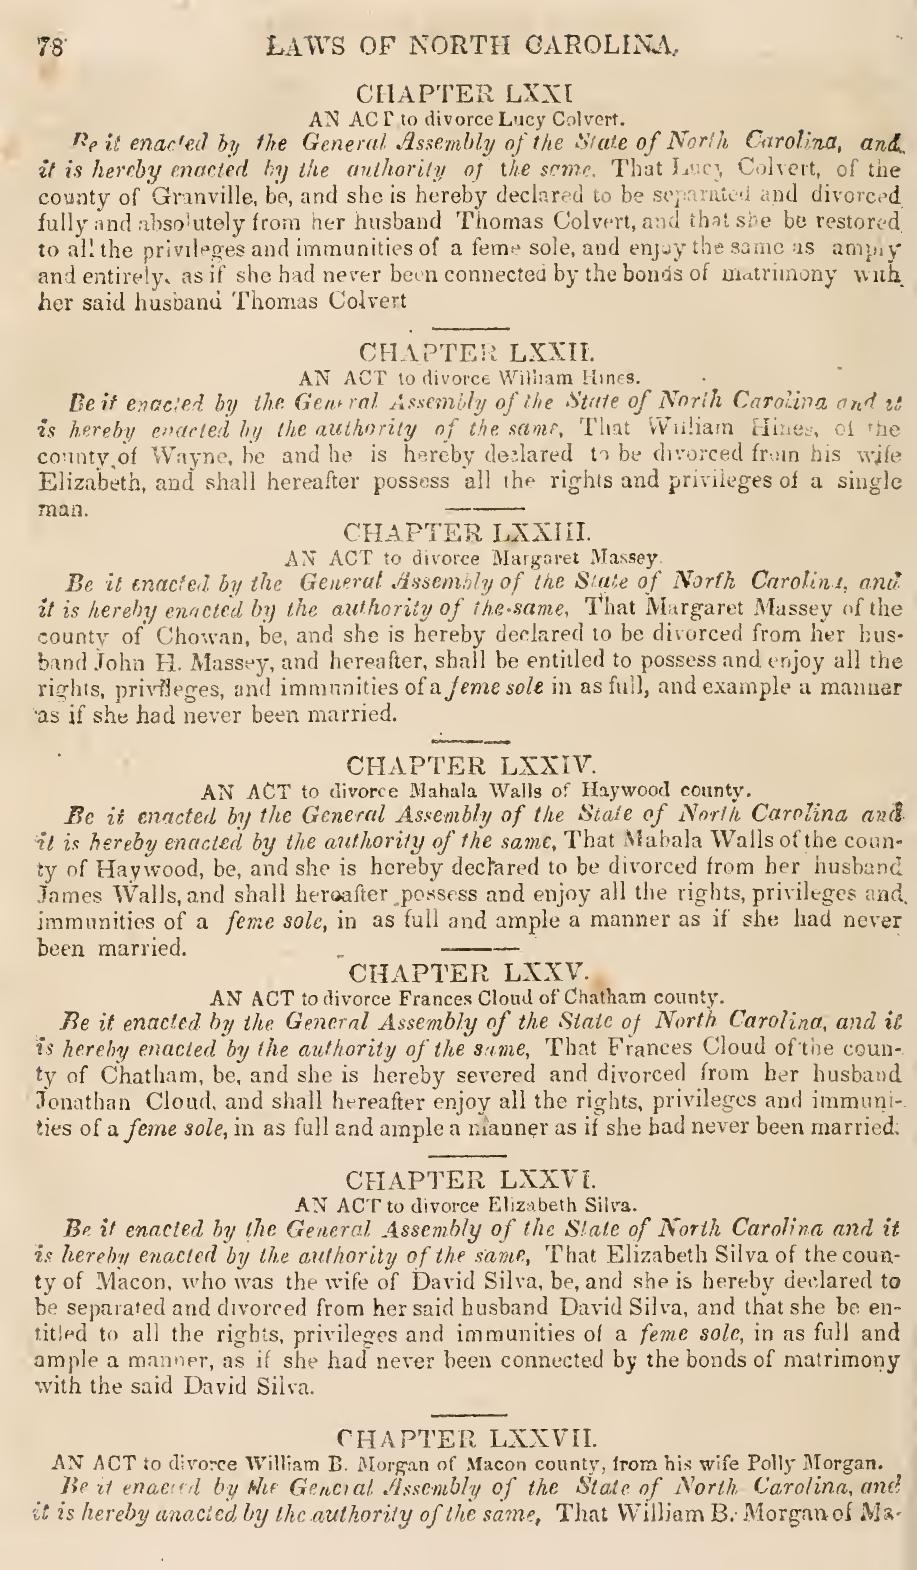 78
LAWS OF NORTH CAROLINA.
CHAPTER LXXI
AN ACT to divorce Lucy Colvert.
Be it enacted by the General Assembly of the State of North Carolina, and
it is hereby enacted by the authority of the same, That Lucy Colvert, of the
county of Granville, be, and she is hereby declared to be separated and divorced
fully and absolutely from her husband Thomas Colvert, and that she be restored
to all the privileges and immunities of a feme sole, and enjoy the same as amply
and entirely, as if she had never been connected by the bonds of matrimony with
her said husband Thomas Colvert
CHAPTER LXXII.
AN ACT to divorce William Hines.
Be it enacted by the General Assembly of the State of North Carolina and it
is hereby enacted by the authority of the same, That William Hines, of the
county of Wayne, be and he is hereby declared to be divorced from his wife
Elizabeth, and shall hereafter possess all the rights and privileges of a single
man.
CHAPTER LXXIII.
AN ACT to divorce Margaret Massey.
Be it enacted by the General Assembly of the State of North Carolina, and
it is hereby enacted by the authority of the same, That Margaret Massey of the
county of Chowan, be, and she is hereby declared to be divorced from her hus-
band John H. Massey, and hereafter, shall be entitled to possess and enjoy all the
rights, privileges, and immunities of a feme sole in as full, and example a manner
as if she had never been married.
CHAPTER LXXIV.
AN ACT to divorce Mahala Walls of Haywood county.
Be it enacted by the General Assembly of the State of North Carolina and
it is hereby enacted by the authority of the same, That Mahala Walls of the coun-
ty of Haywood, be, and she is hereby declared to be divorced from her husband
James Walls, and shall hereafter possess and enjoy all the rights, privileges and
immunities of a feme sole, in as full and ample a manner as if she had never
been married.
CHAPTER LXXV.
AN ACT to divorce Frances Cloud of Chatham county.
Be it enacted by the General Assembly of the State of North Carolina, and it
is hereby enacted by the authority of the same, That Frances Cloud of the coun-
ty of Chatham, be, and she is hereby severed and divorced from her husband
Jonathan Cloud, and shall hereafter enjoy all the rights, privileges and immuni-
ties of a feme sole, in as full and ample a manner as if she had never been married.
CHAPTER LXXVI.
AN ACT to divorce Elizabeth Silva.
Be it enacted by the General Assembly of the State of North Carolina and it
is hereby enacted by the authority of the same, That Elizabeth Silva of the coun-
ty of Macon, who was the wife of David Silva, be, and she is hereby declared to
be separated and divorced from her said husband David Silva, and that she be en-
titled to all the rights, privileges and immunities of a feme sole, in as full and
ample a manner, as if she had never been connected by the bonds of matrimony
with the said David Silva.
CHAPTER LXXVII.
AN ACT to divorce William B. Morgan of Macon county, from his wife Polly Morgan.
Be it enacted by the General Assembly of the State of North Carolina, and
it is hereby anacted by the authority of the same, That William B. Morgan of Ma-